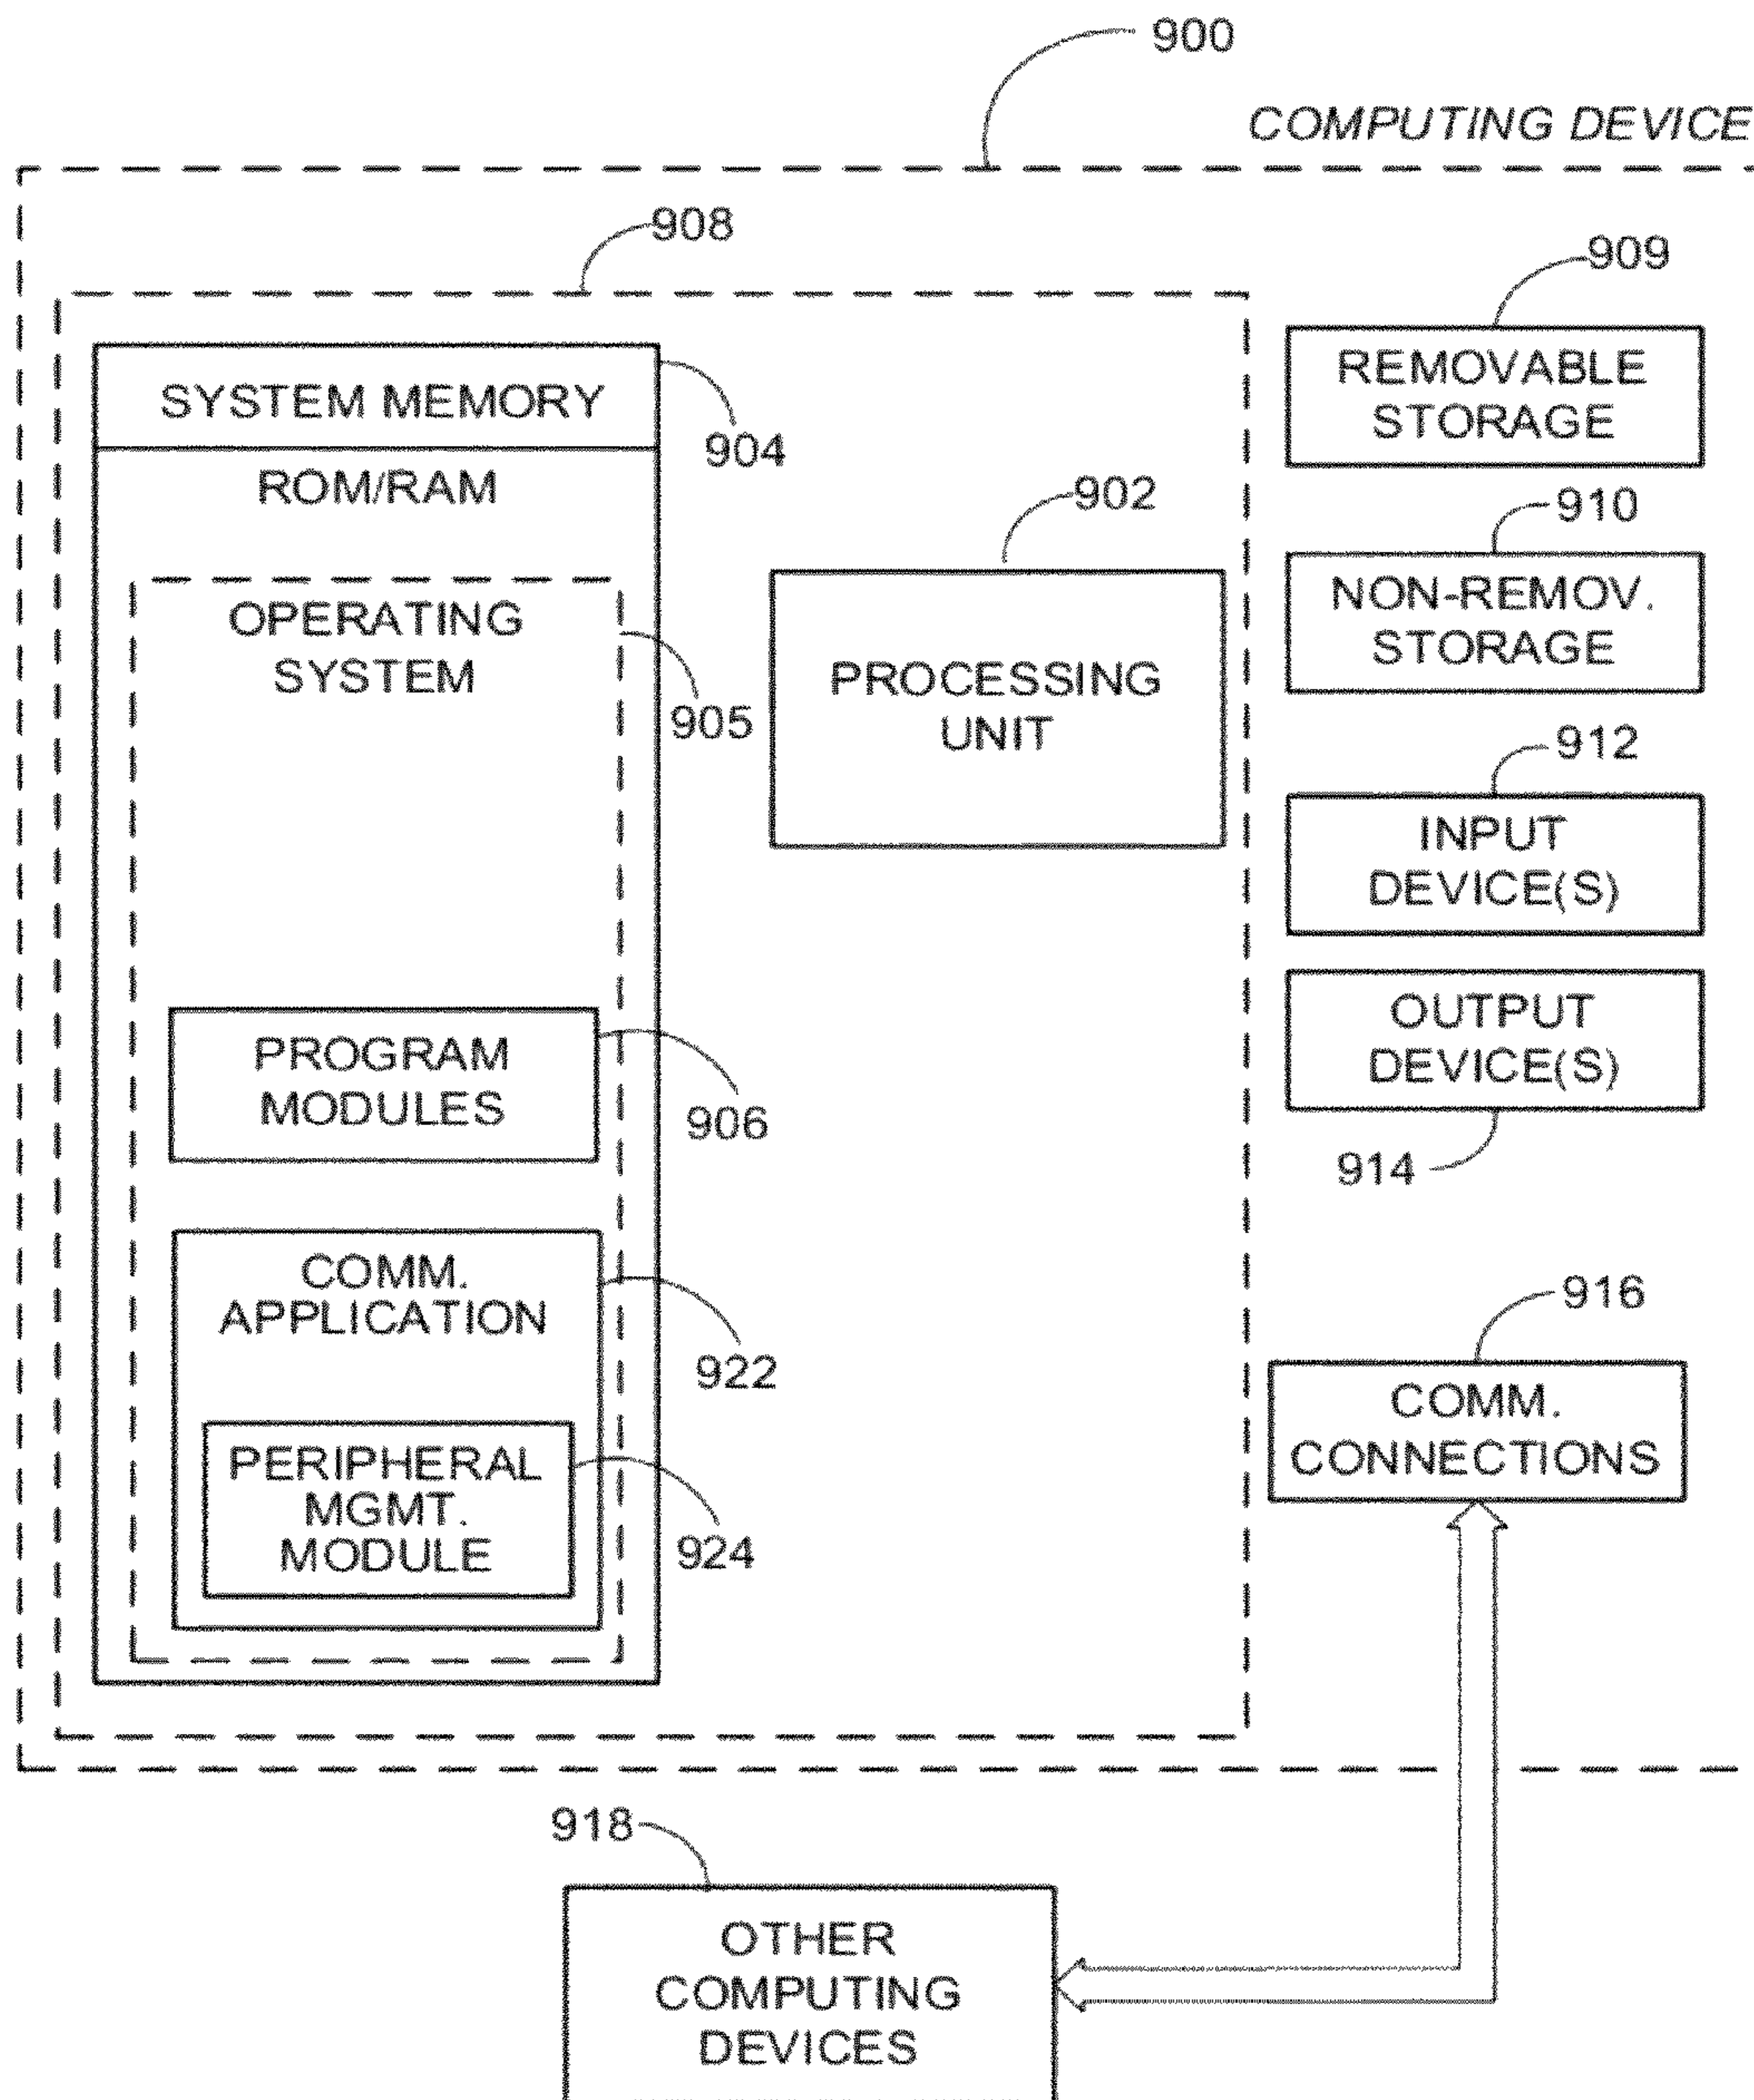 900
COMPUTING DEVICE
908
909
SYSTEM MEMORY
904
ROM/RAM
REMOVABLE
STORAGE
902
910
OPERATING
SYSTEM
905
PROCESSING
UNIT
NON-REMOV.
STORAGE
912
INPUT
DEVICE(S)
OUTPUT
DEVICE(S)
914
PROGRAM
MODULES
906
COMM.
APPLICATION
922
916
COMM.
CONNECTIONS
PERIPHERAL
MGMT.
MODULE
924
918
OTHER
COMPUTING
DEVICES